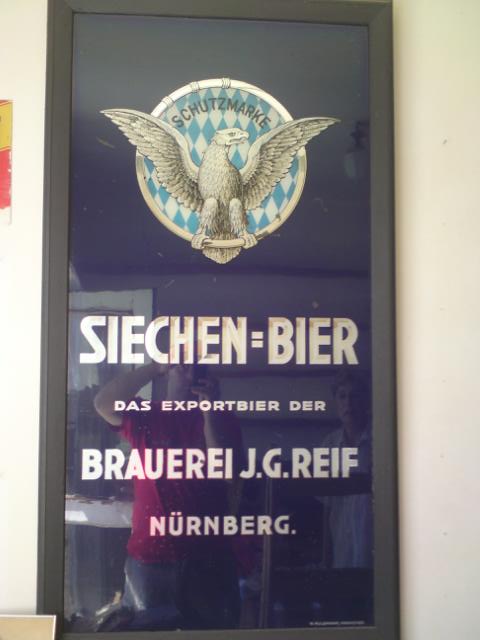 SCHUTZMARKE
SIECHEN=BIER
DAS EXPORTBIER DER
BRAUEREI J.G.REIF
NÜRNBERG.